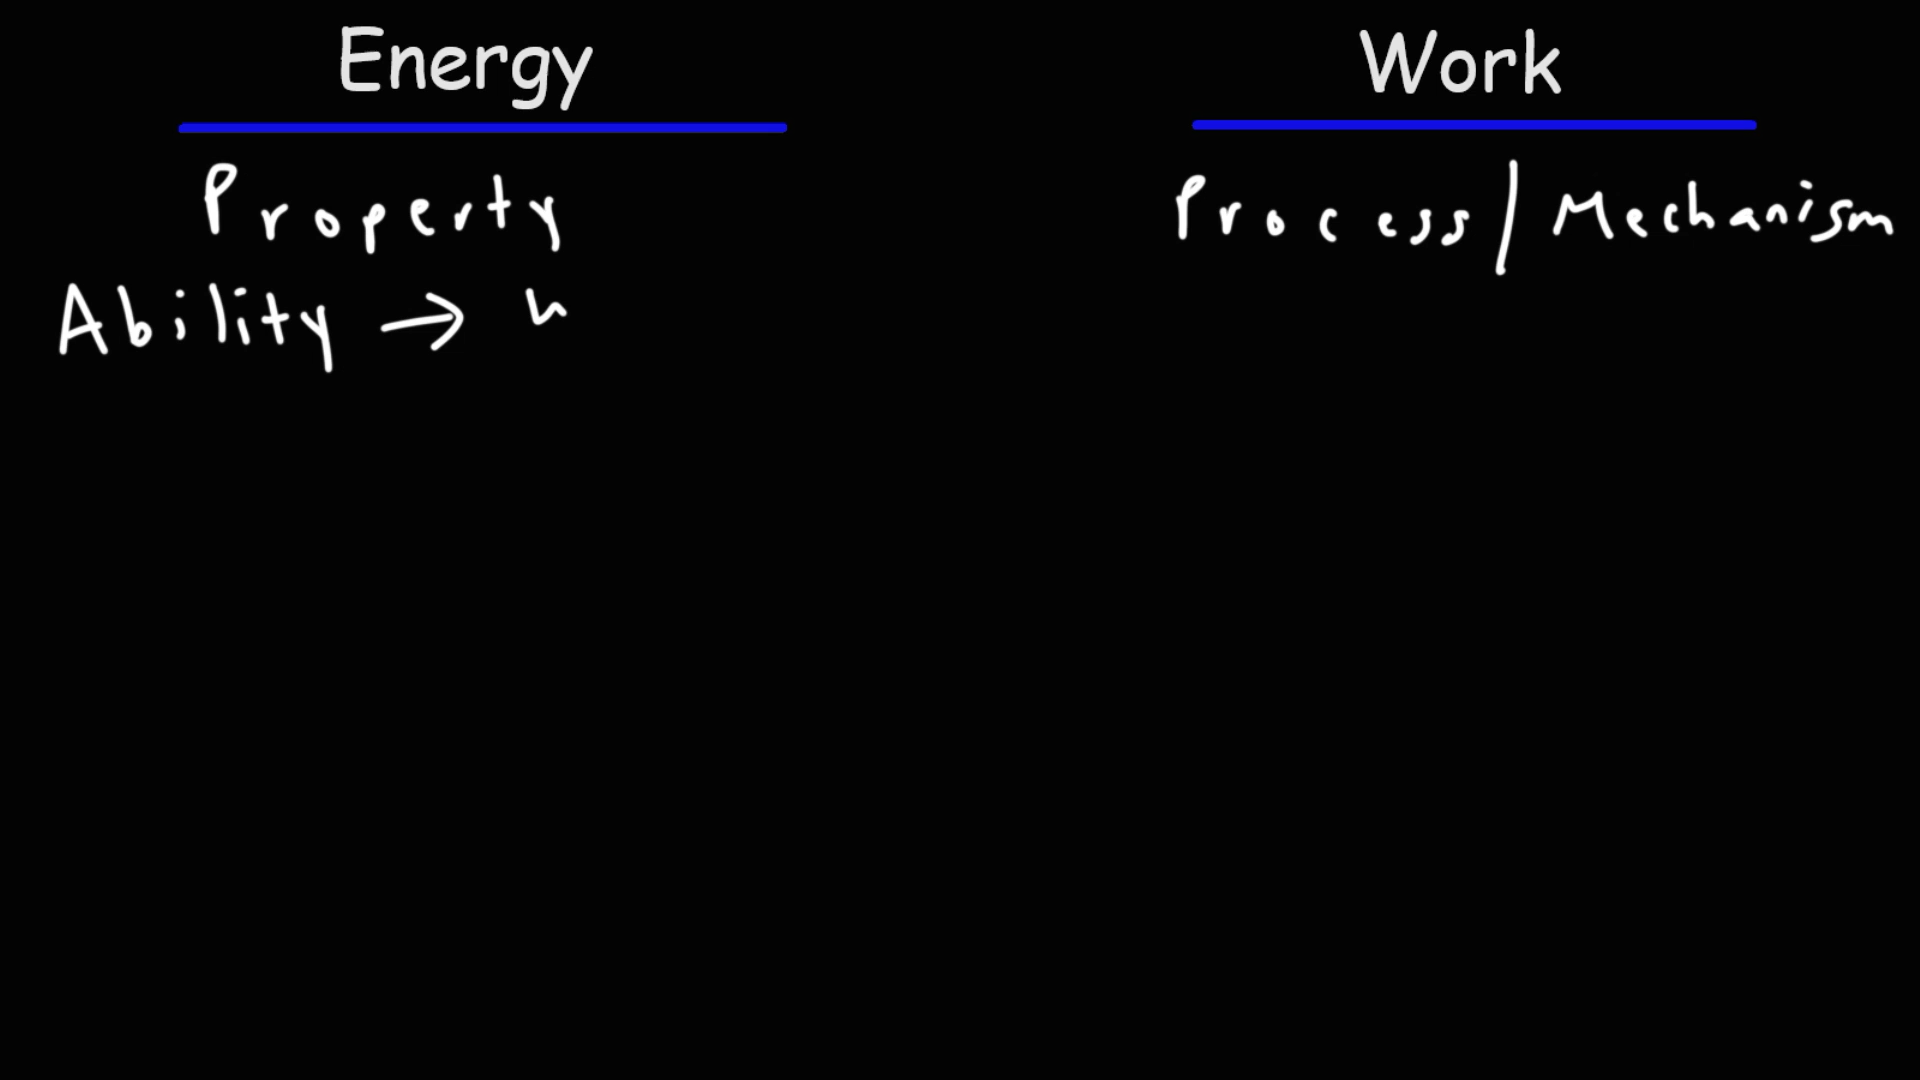 Energy
Property
Ability →
Work
Process/Mechanism